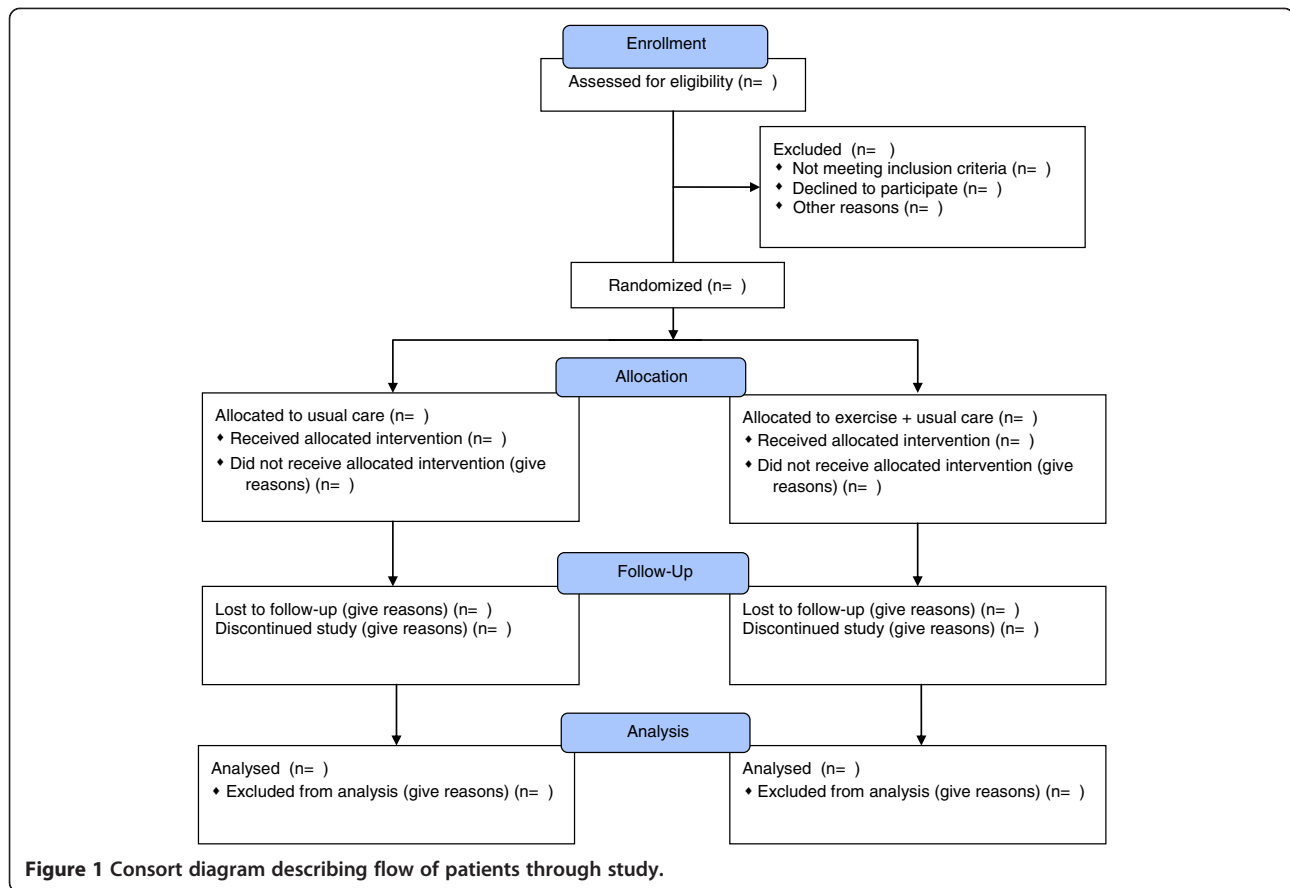 Enrollment
Assessed for eligibility (n= )
Excluded (n= )
♦ Not meeting inclusion criteria (n= )
♦ Declined to participate (n= )
♦ Other reasons (n= )
Randomized (n= )
Allocation
Allocated to usual care (n= )
♦ Received allocated intervention (n= )
♦ Did not receive allocated intervention (give
reasons) (n= )
Allocated to exercise + usual care (n= )
♦ Received allocated intervention (n= )
♦ Did not receive allocated intervention (give
reasons) (n= )
Follow-Up
Lost to follow-up (give reasons) (n= )
Discontinued study (give reasons) (n= )
Lost to follow-up (give reasons) (n= )
Discontinued study (give reasons) (n= )
Analysis
Analysed (n= )
♦ Excluded from analysis (give reasons) (n= )
Analysed (n= )
♦ Excluded from analysis (give reasons) (n= )
Figure 1 Consort diagram describing flow of patients through study.